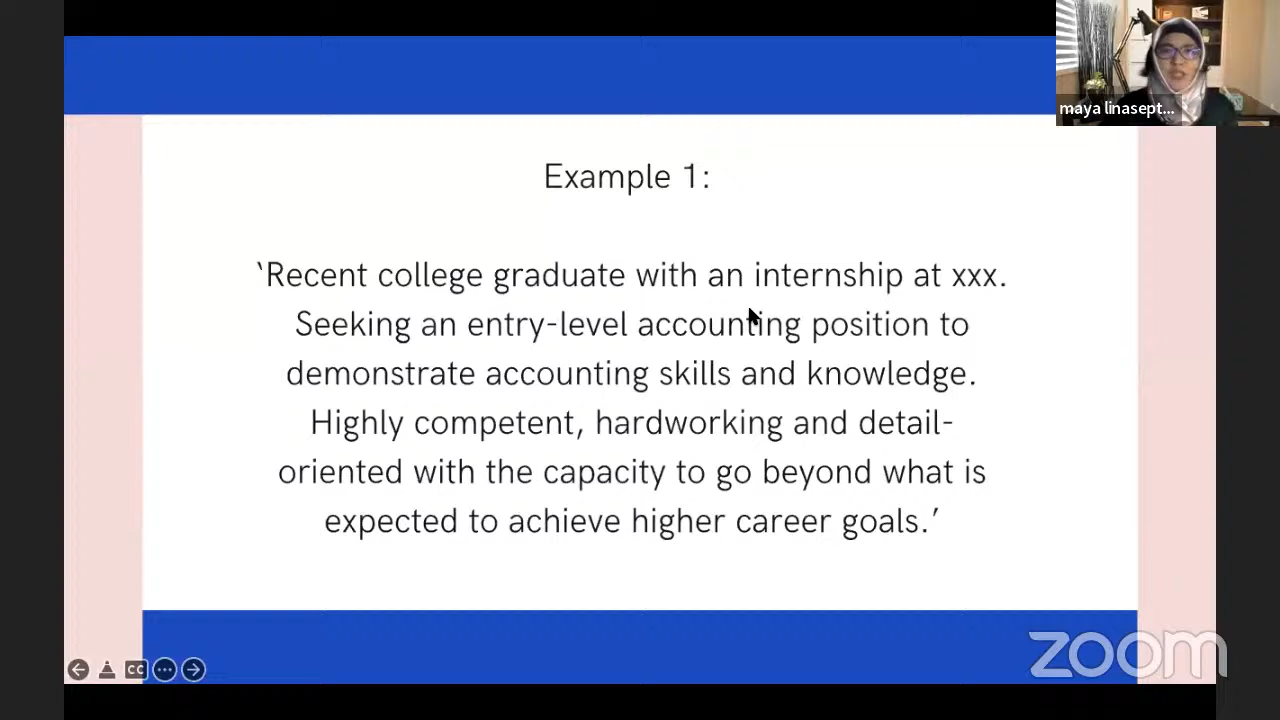 maya linasept...
Example 1:
‘Recent college graduate with an internship at xxx.
Seeking an entry-level accounting position to
demonstrate accounting skills and knowledge.
Highly competent, hardworking and detail-
oriented with the capacity to go beyond what is
expected to achieve higher career goals.’
CC
zoom